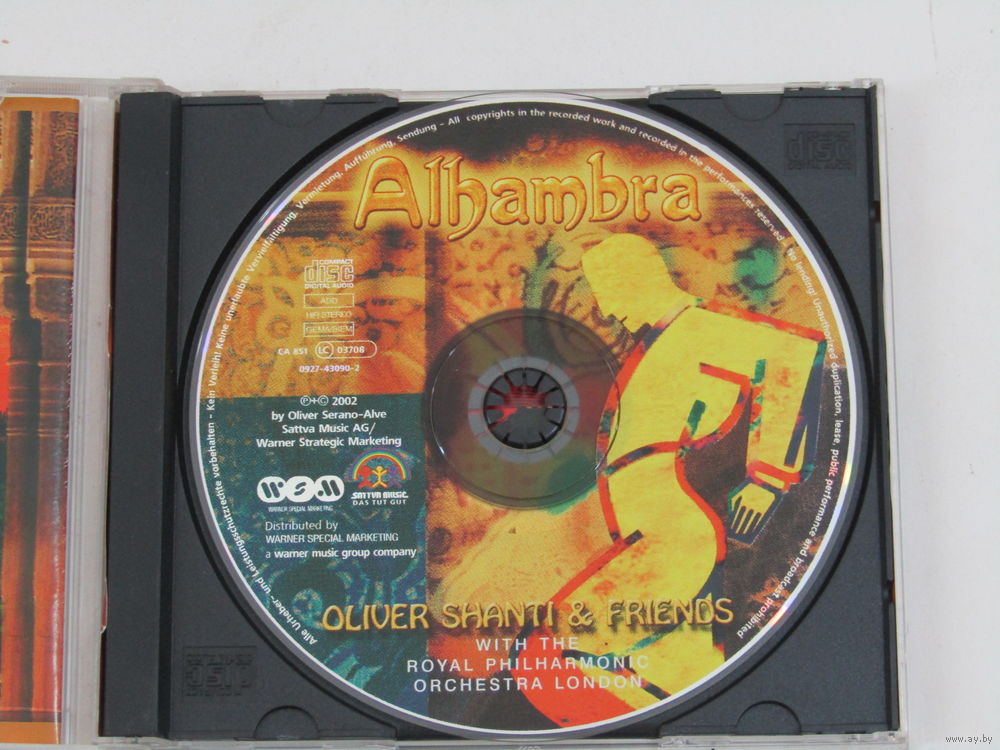 Alle Urheber- und Leistungsschutzrechte vorbehalten - Kein Verleih! Keine unerlaubte Vervielfältigung, Vermietung, Aufführung, Sendung - All copyrights in the recorded work and recorded in the performances reserved - No lending! Unauthorized duplication, lease, public performance and broadcast prohibited
Alhambra
COMPACT
disc
DIGITAL AUDIO
ADD
HIFI STEREO
GEMA/BIEM
CA 851 LC 03708
0927-43090-2
℗+© 2002
by Oliver Serano-Alve
Sattva Music AG/
Warner Strategic Marketing
WSM
WARNER SPECIAL MARKETING
SATTVA MUSIC
DAS TUT GUT
Distributed by
WARNER SPECIAL MARKETING
a warner music group company
OLIVER SHANTI & FRIENDS
WITH THE
ROYAL PHILHARMONIC
ORCHESTRA LONDON
www.ay.by